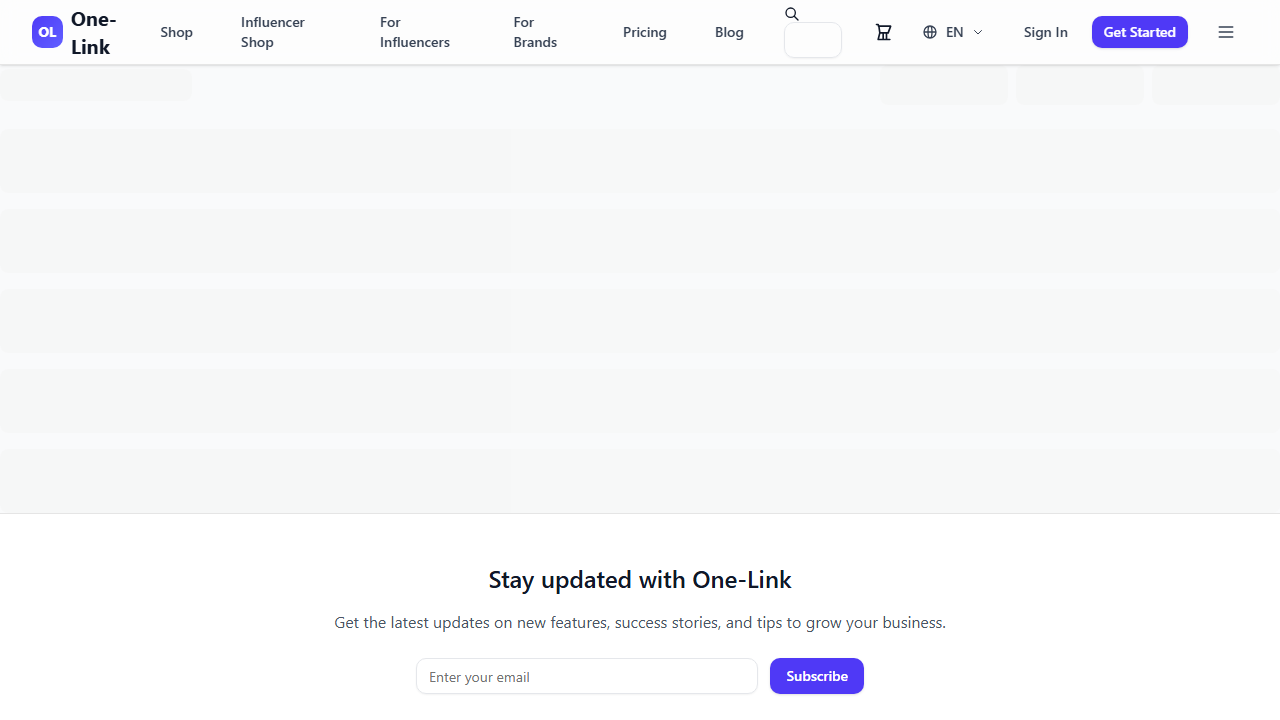 OL
One-
Link
Shop
Influencer
Shop
For
Influencers
For
Brands
Pricing
Blog
EN
Sign In
Get Started
Stay updated with One-Link
Get the latest updates on new features, success stories, and tips to grow your business.
Enter your email
Subscribe